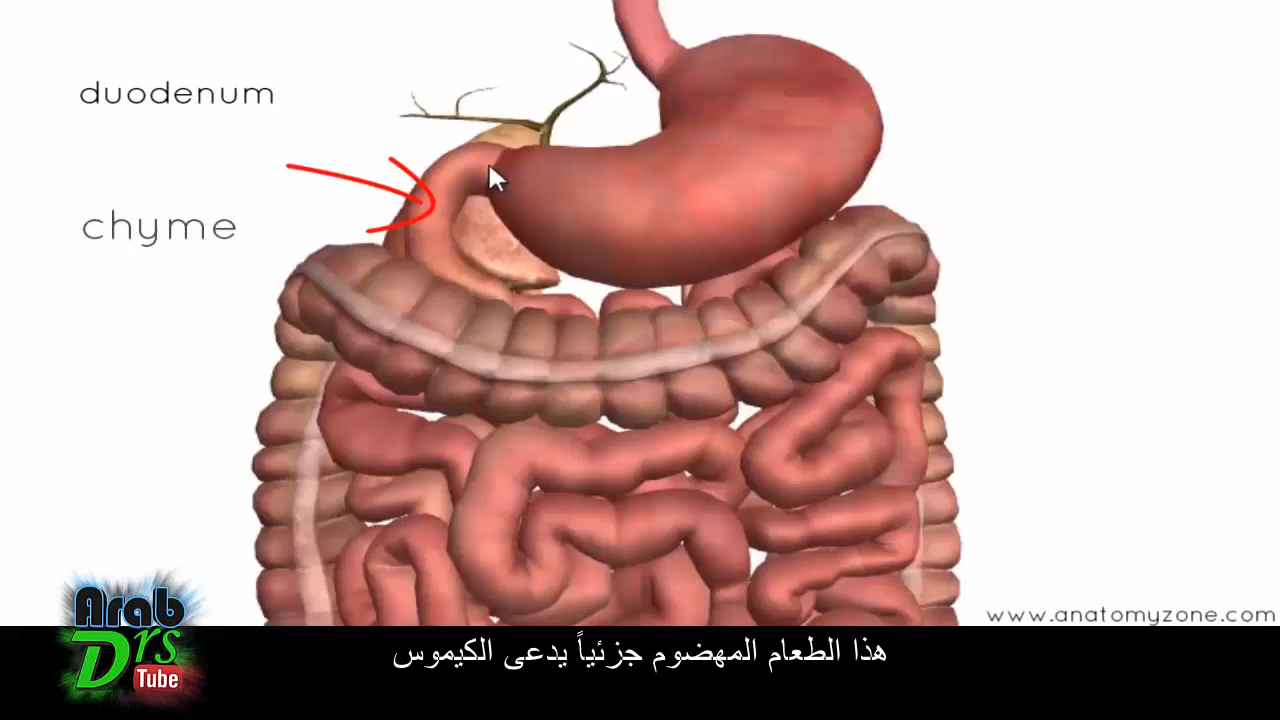 duodenum
chyme
www.anatomyzone.com
Arab
Drs
Tube
هذا الطعام المهضوم جزئياً يدعى الكيموس